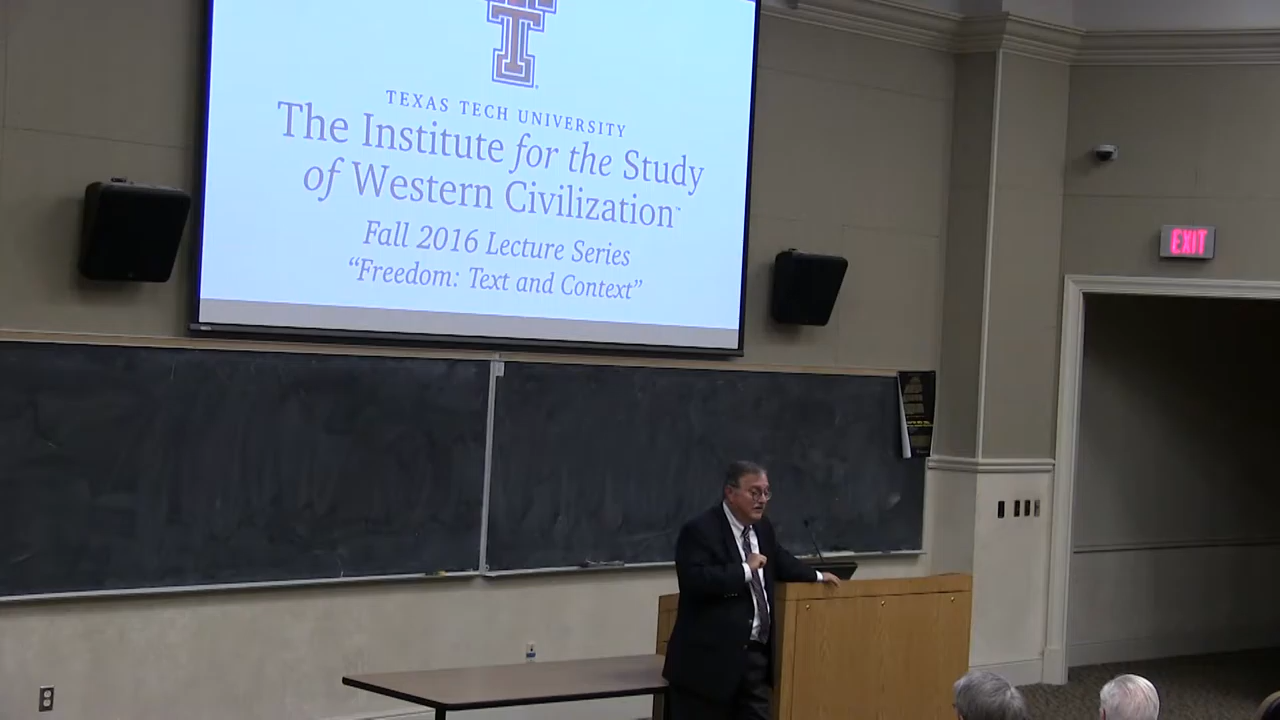 TEXAS TECH UNIVERSITY
The Institute for the Study
of Western Civilization™
Fall 2016 Lecture Series
“Freedom: Text and Context”
EXIT